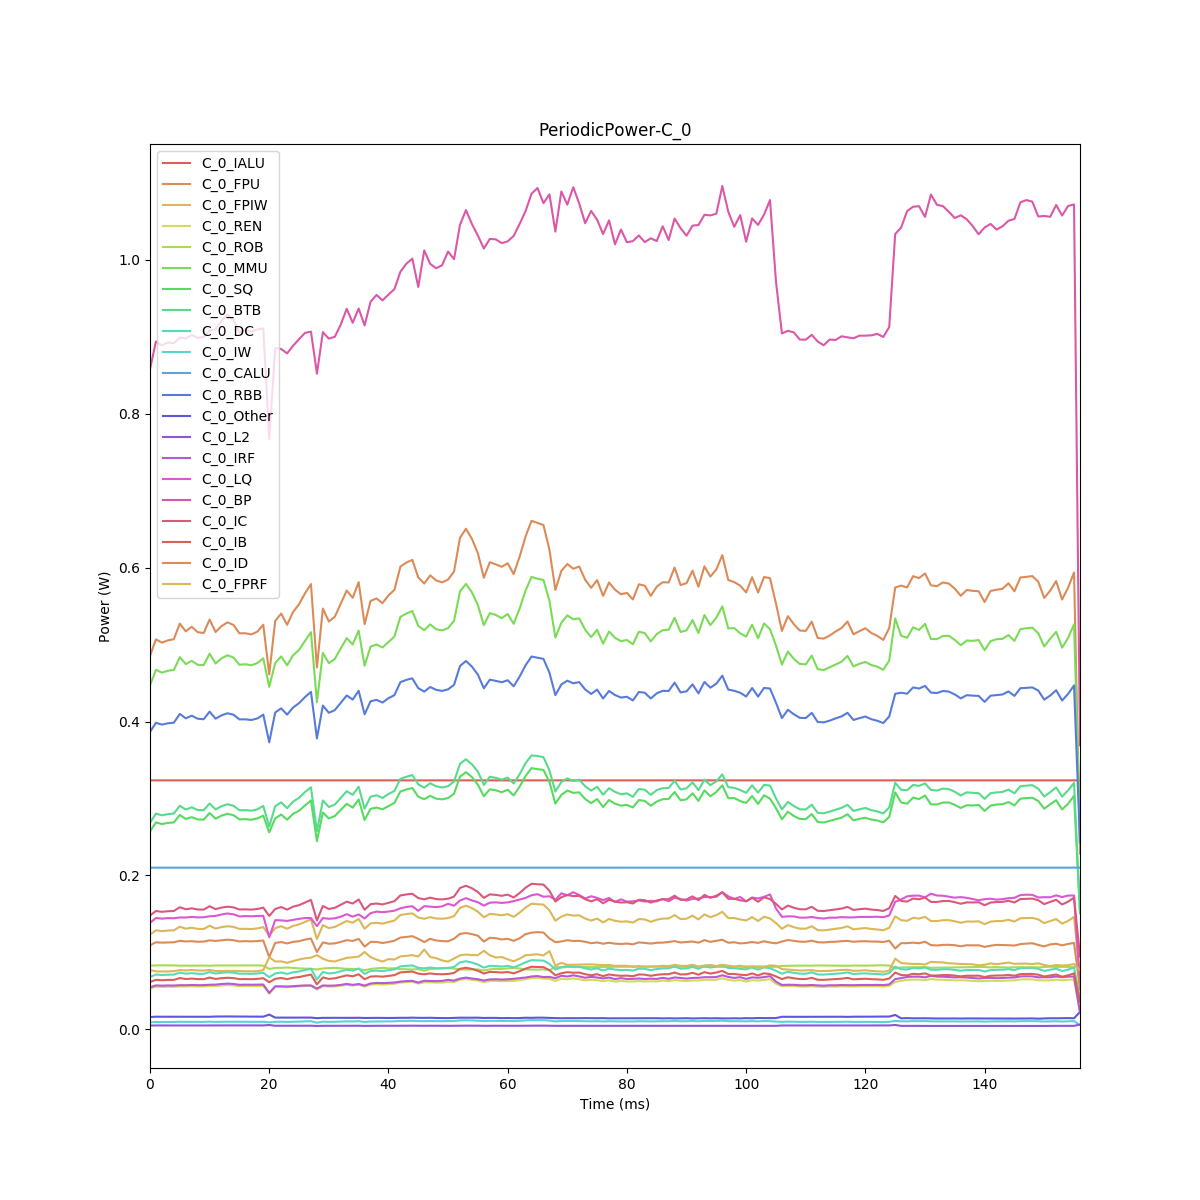 PeriodicPower-C_0
C_0_IALU
C_0_FPU
C_0_FPIW
C_0_REN
C_0_ROB
C_0_MMU
C_0_SQ
C_0_BTB
C_0_DC
C_0_IW
C_0_CALU
C_0_RBB
C_0_Other
C_0_L2
C_0_IRF
C_0_LQ
C_0_BP
C_0_IC
C_0_IB
C_0_ID
C_0_FPRF
Power (W)
1.0
0.8
0.6
0.4
0.2
0.0
0 20 40 60 80 100 120 140
Time (ms)